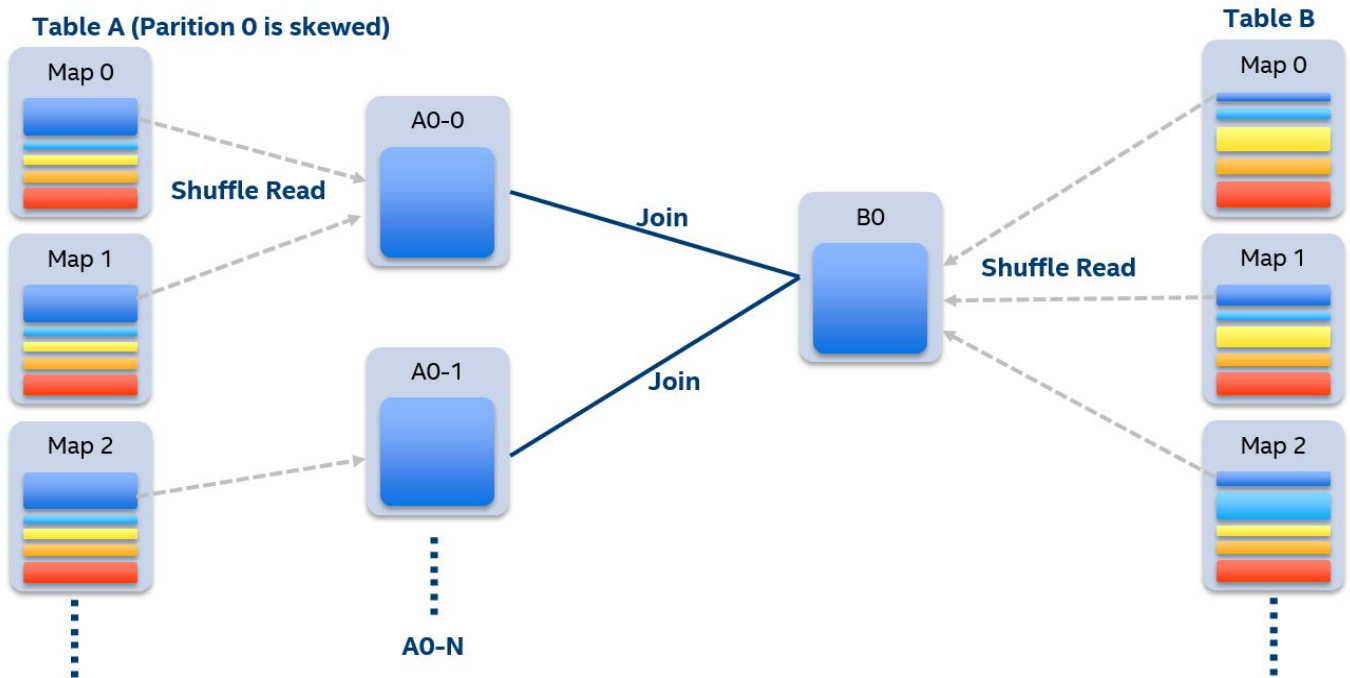 Table A (Parition 0 is skewed)
Map 0
Map 1
Map 2
Shuffle Read
A0-0
A0-1
A0-N
Join
Join
B0
Shuffle Read
Table B
Map 0
Map 1
Map 2